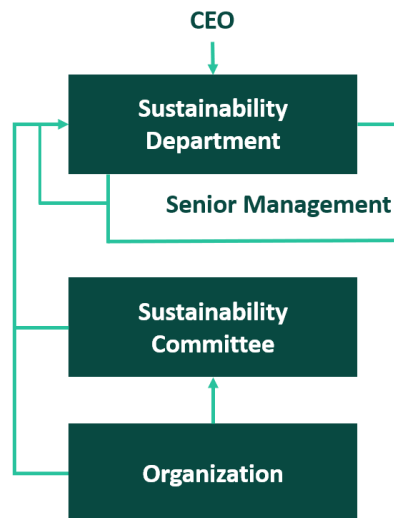 CEO
Sustainability
Department
Senior Management
Sustainability
Committee
Organization